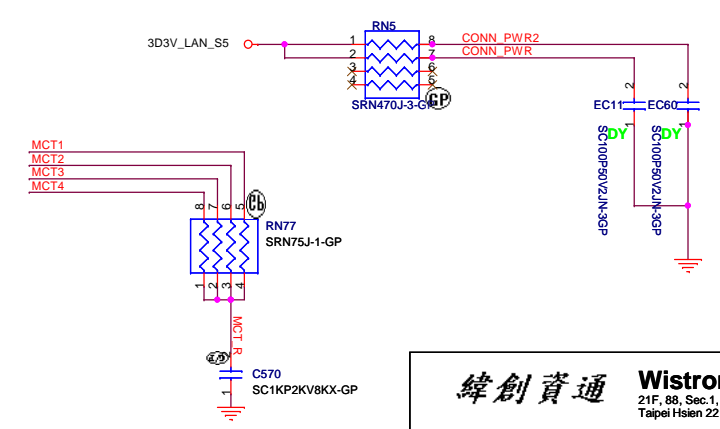 RN5
3D3V_LAN_S5
1 8 CONN_PWR2
2 7 CONN_PWR
3 6
4 5
SRN470J-3-GP
GP
2 2
EC11 EC60
1 1
DY DY
SC100P50V2JN-3GP SC100P50V2JN-3GP
MCT1
MCT2
MCT3
MCT4
8 7 6 5
RN77
SRN75J-1-GP
1 2 3 4
MCT_R
C570
1
SC1KP2KV8KX-GP
緯創資通
Wistron
21F, 88, Sec.1,
Taipei Hsien 22